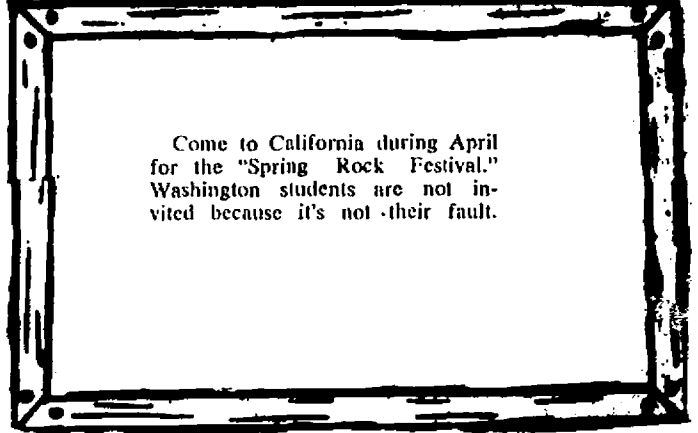 Come to California during April
for the "Spring Rock Festival."
Washington students are not in-
vited because it's not their fault.